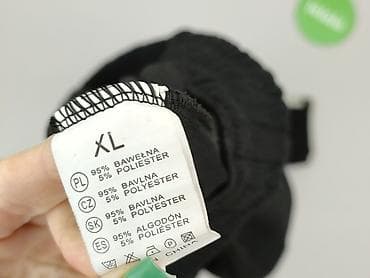 XL
PL 95% BAWEŁNA
5% POLIESTER
CZ 95% BAVLNA
5% POLYESTER
SK 95% BAVLNA
5% POLYESTER
ES 95% ALGODÓN
5% POLIESTER
CHINA